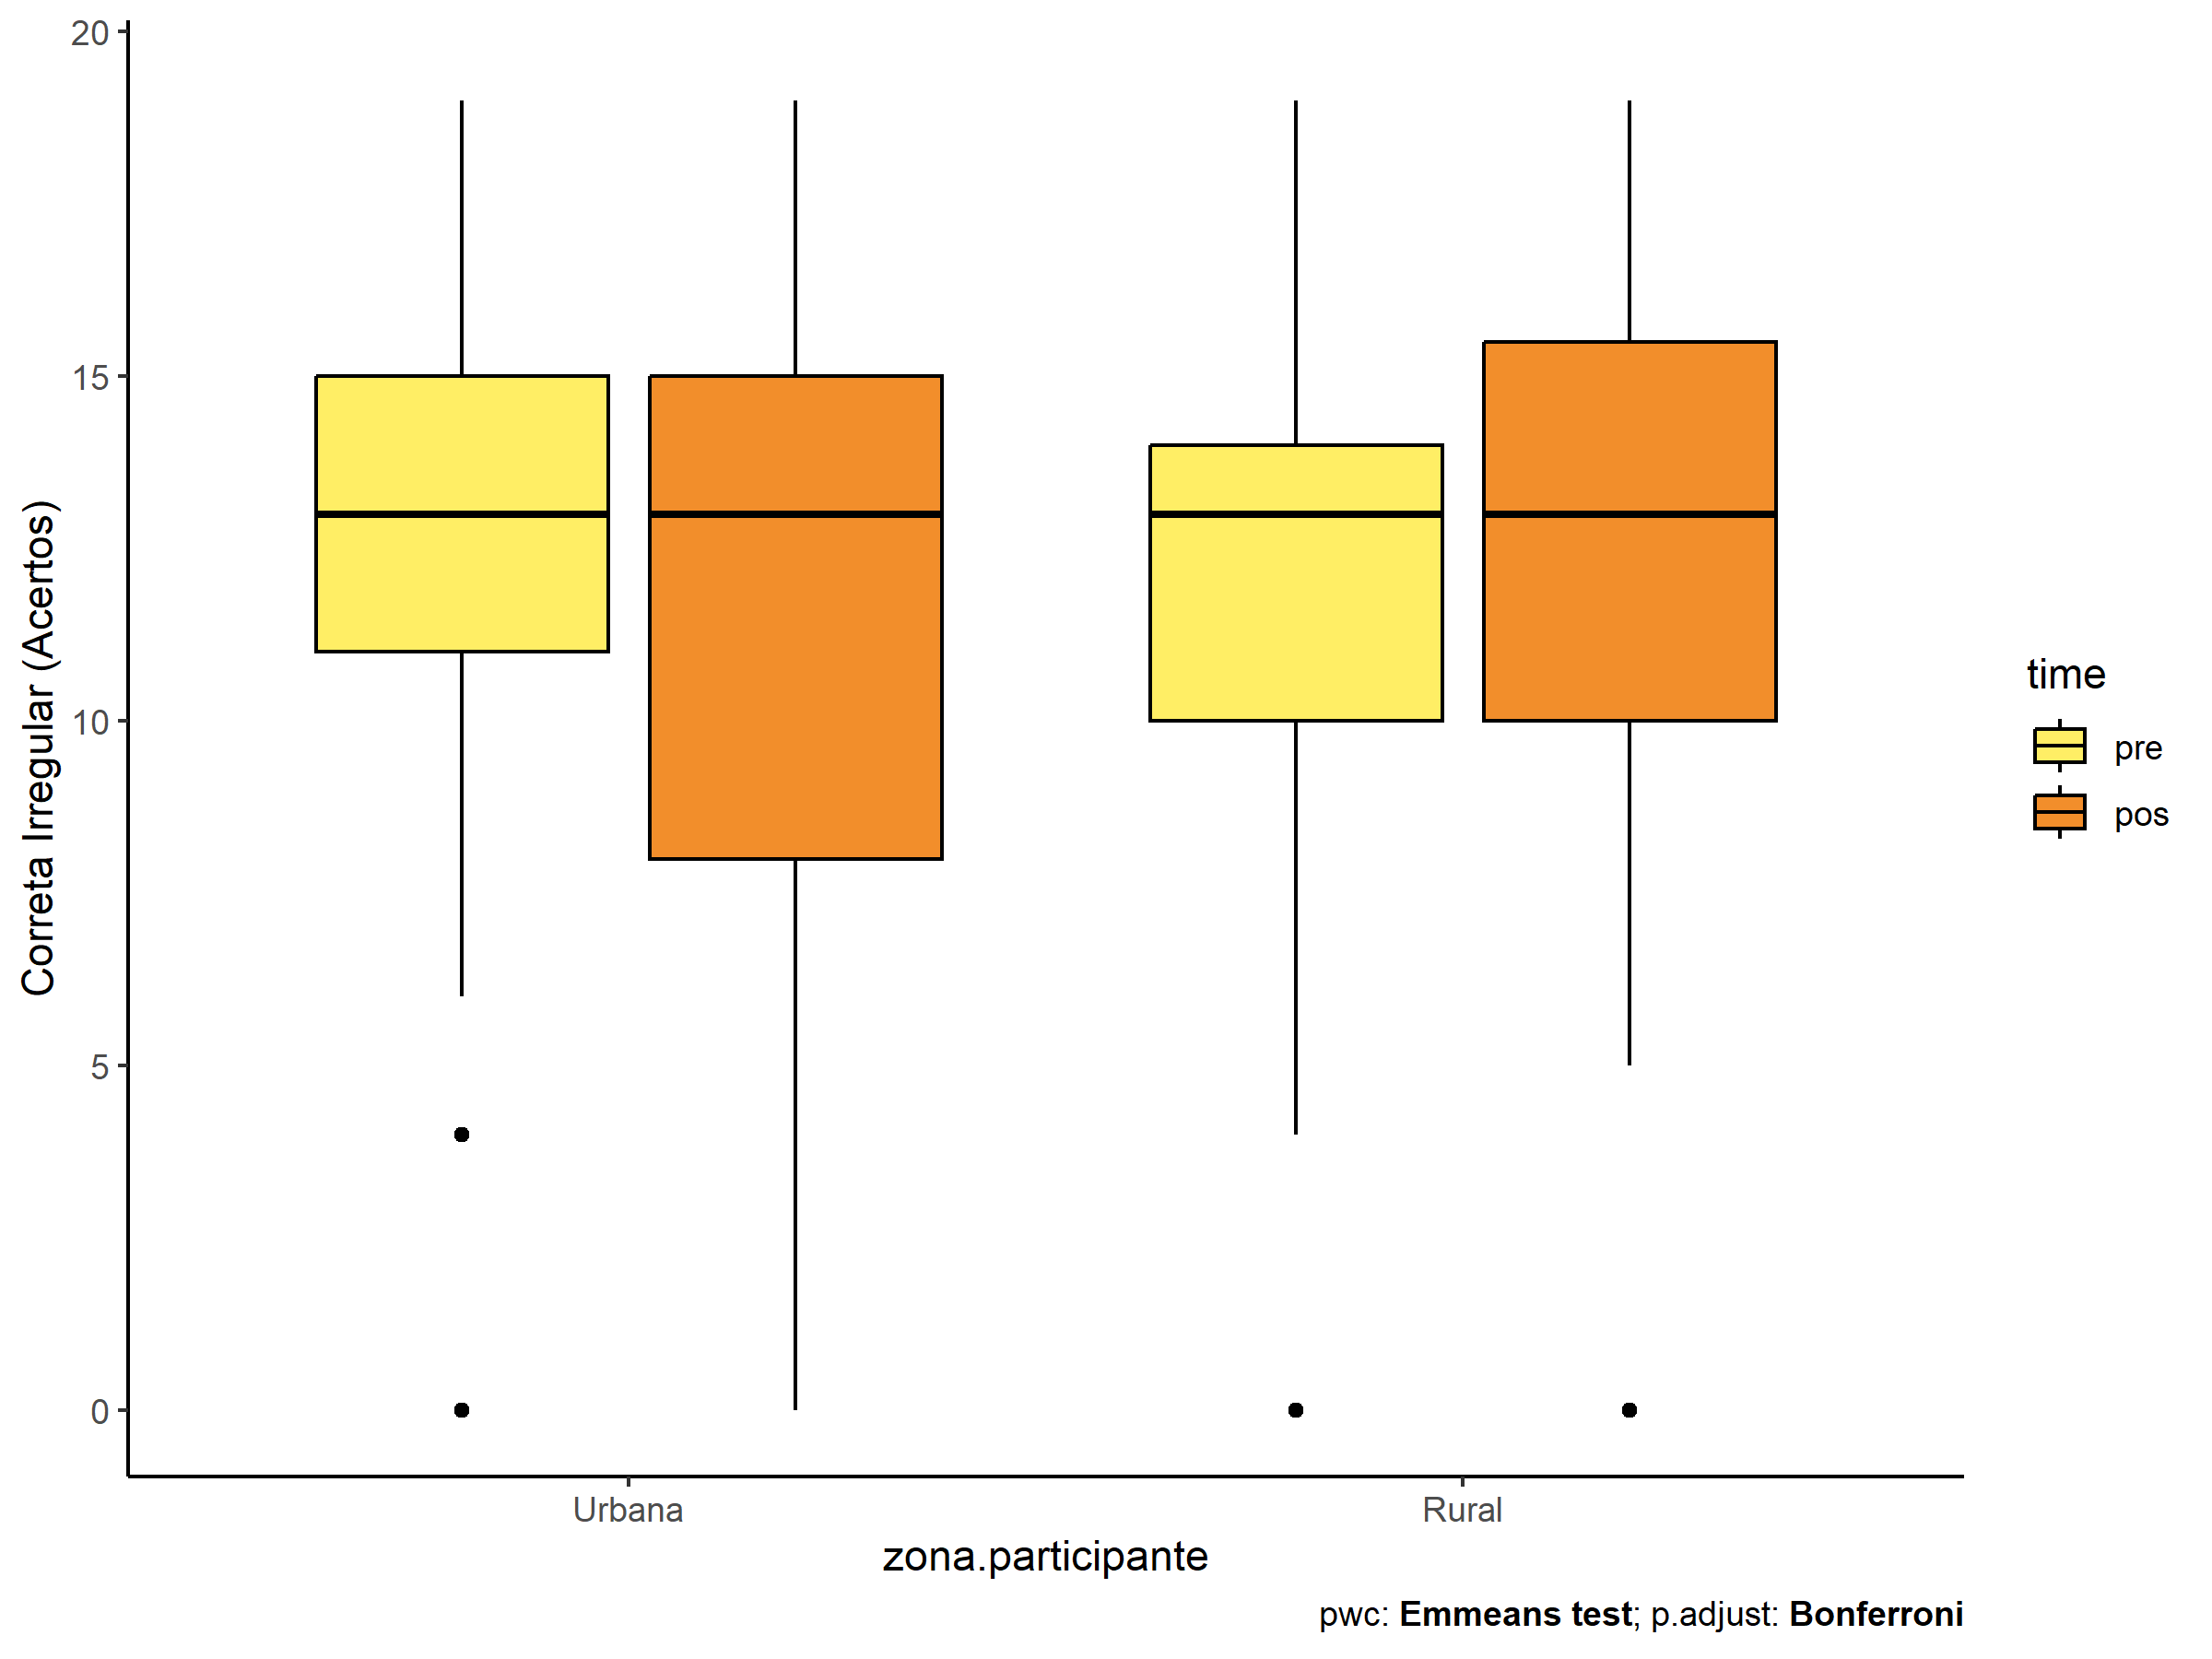 20
15
10
5
0
Correta Irregular (Acertos)
Urbana
Rural
zona.participante
time
pre
pos
pwc: Emmeans test; p.adjust: Bonferroni